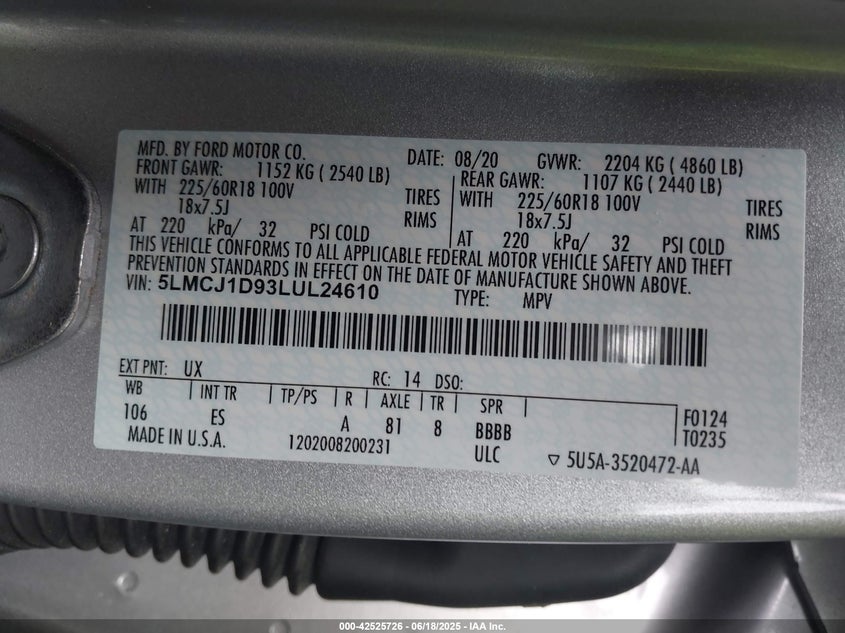 MFD. BY FORD MOTOR CO. DATE: 08/20 GVWR: 2204 KG ( 4860 LB)
FRONT GAWR: 1152 KG ( 2540 LB) REAR GAWR: 1107 KG ( 2440 LB)
WITH 225/60R18 100V TIRES WITH 225/60R18 100V TIRES
18x7.5J RIMS 18x7.5J RIMS
AT 220 kPa/ 32 PSI COLD AT 220 kPa/ 32 PSI COLD
THIS VEHICLE CONFORMS TO ALL APPLICABLE FEDERAL MOTOR VEHICLE SAFETY AND THEFT
PREVENTION STANDARDS IN EFFECT ON THE DATE OF MANUFACTURE SHOWN ABOVE.
VIN: 5LMCJ1D93LUL24610 TYPE: MPV
EXT PNT: UX RC: 14 DSO:
WB INT TR TP/PS R AXLE TR SPR
106 ES A 81 8 BBBB F0124
MADE IN U.S.A. 1202008200231 ULC T0235
▽ 5U5A-3520472-AA
000-42525726 - 06/18/2025 - IAA Inc.